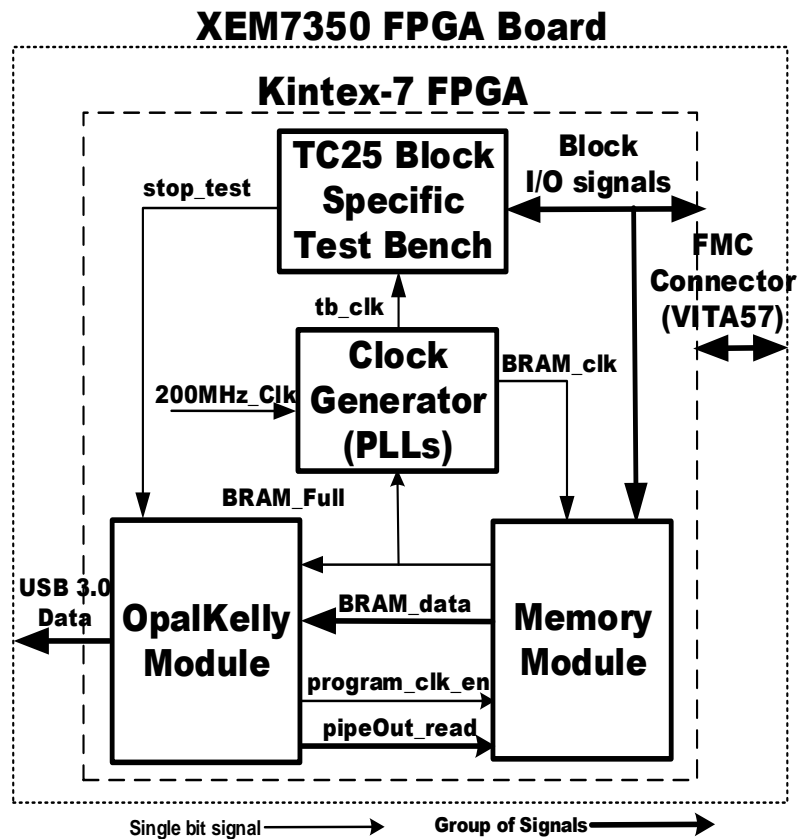 XEM7350 FPGA Board
Kintex-7 FPGA
TC25 Block
Specific
Test Bench
Block
I/O signals
stop_test
FMC
Connector
(VITA57)
tb_clk
Clock
Generator
(PLLs)
BRAM_clk
200MHz_Clk
BRAM_Full
USB 3.0
Data
OpalKelly
Module
BRAM_data
Memory
Module
program_clk_en
pipeOut_read
Single bit signal
Group of Signals